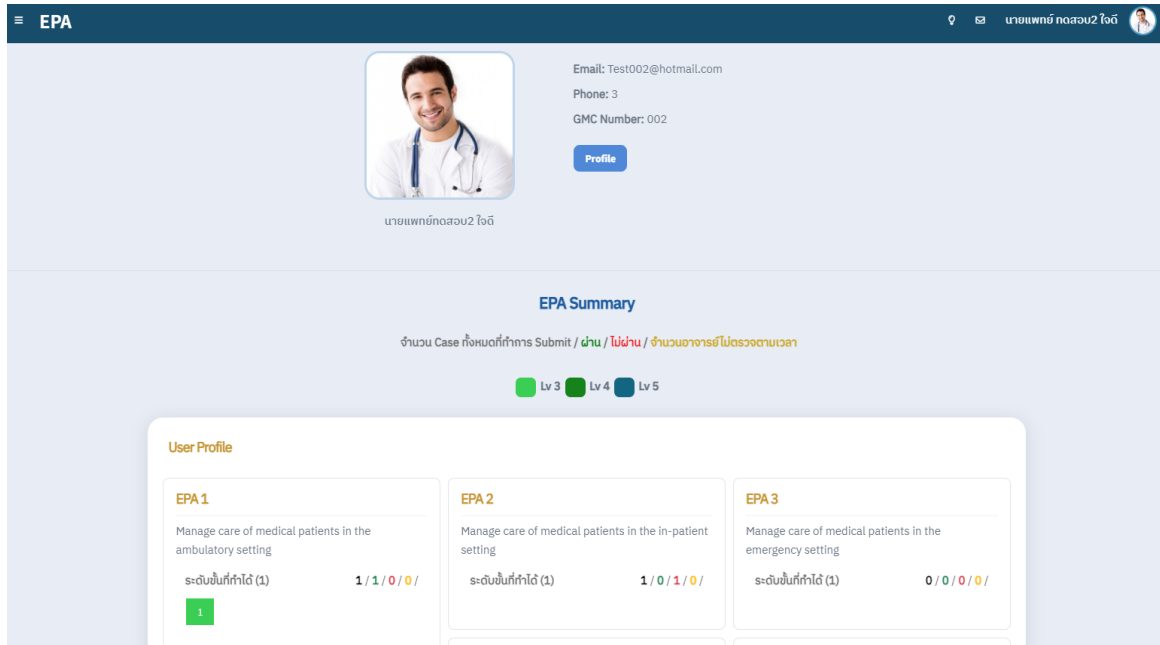 EPA
นายแพทย์ ทดสอบ2 ใจดี
Email: Test002@hotmail.com
Phone: 3
GMC Number: 002
Profile
นายแพทย์ทดสอบ2 ใจดี
EPA Summary
จำนวน Case ทั้งหมดที่ทำการ Submit / ผ่าน / ไม่ผ่าน / จำนวนอาจารย์ไม่ตรวจตามเวลา
Lv 3 Lv 4 Lv 5
User Profile
EPA 1
Manage care of medical patients in the
ambulatory setting
ระดับขั้นที่ทำได้ (1) 1 / 1 / 0 / 0 /
1
EPA 2
Manage care of medical patients in the in-patient
setting
ระดับขั้นที่ทำได้ (1) 1 / 0 / 1 / 0 /
EPA 3
Manage care of medical patients in the
emergency setting
ระดับขั้นที่ทำได้ (1) 0 / 0 / 0 / 0 /